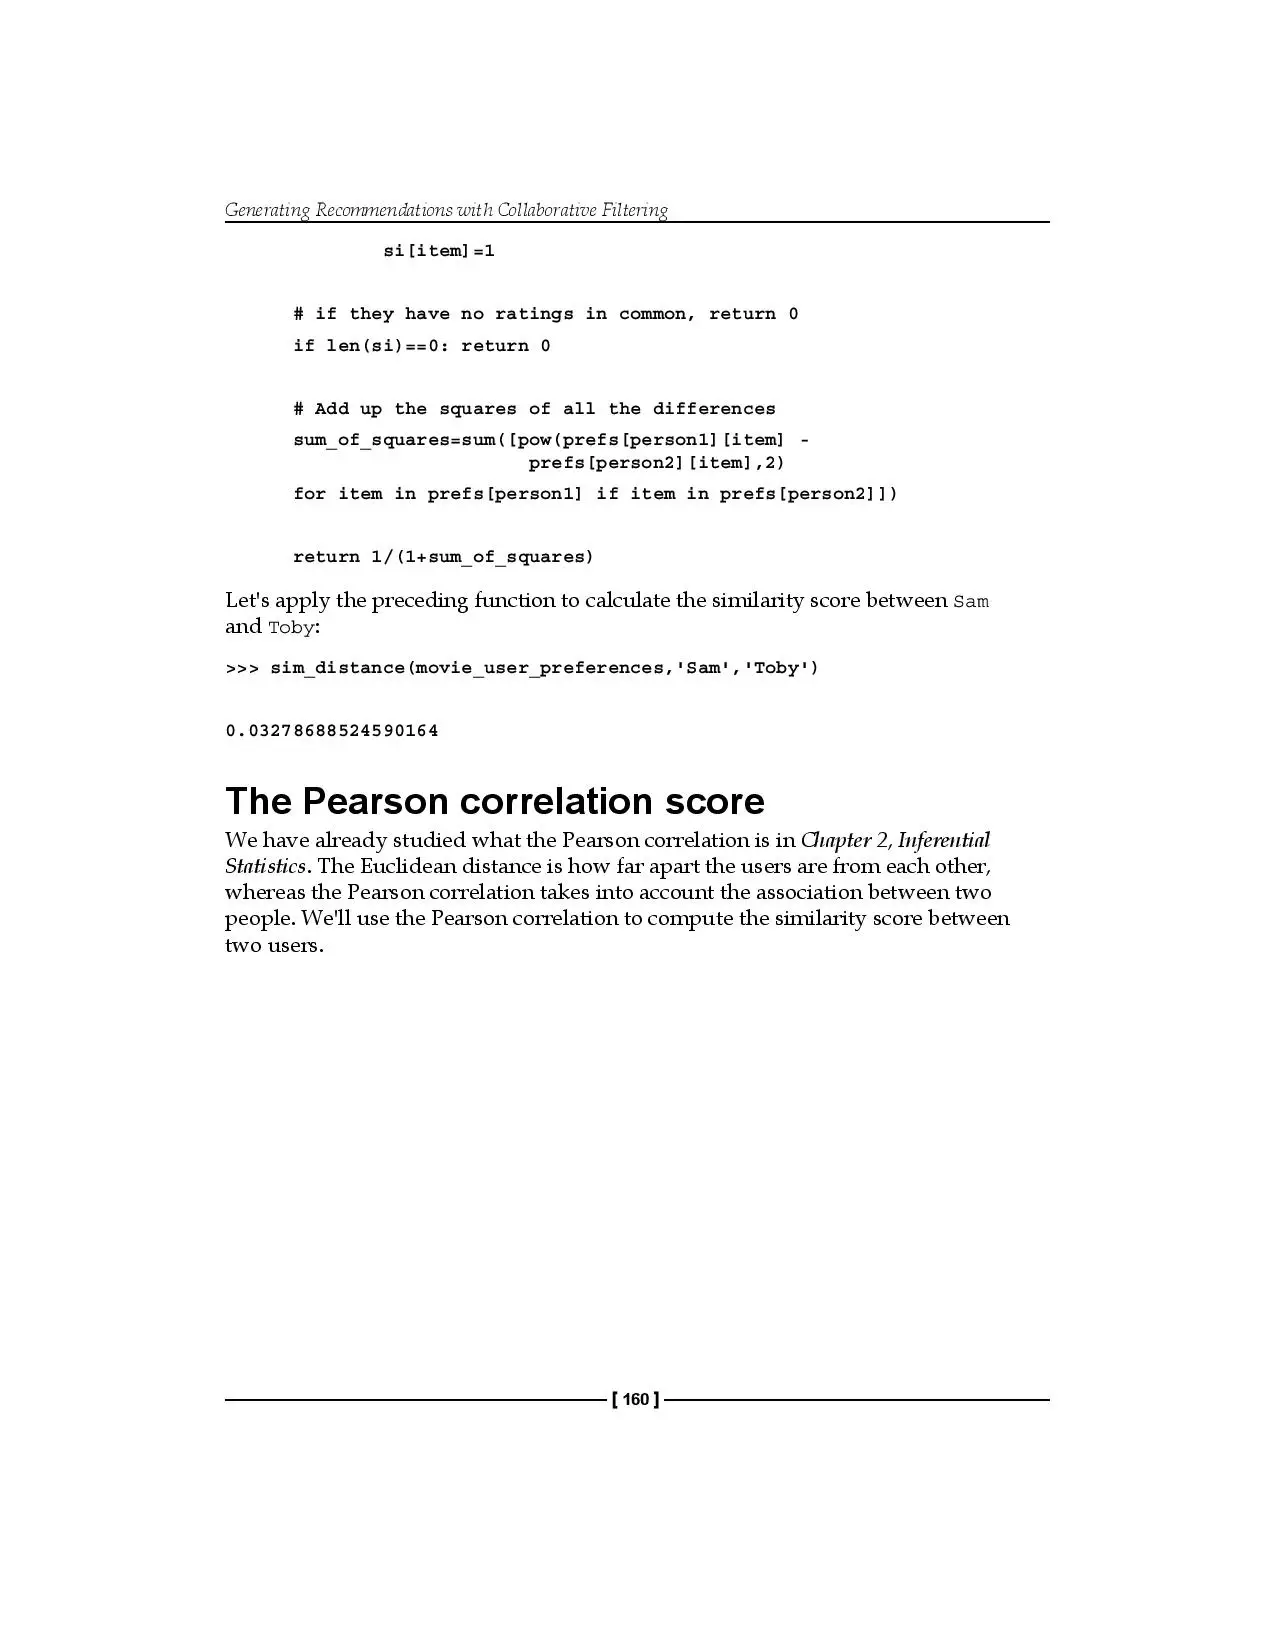 Generating Recommendations with Collaborative Filtering
si[item]=1
# if they have no ratings in common, return 0
if len(si)==0: return 0
# Add up the squares of all the differences
sum_of_squares=sum([pow(prefs[person1][item] -
prefs[person2][item],2)
for item in prefs[person1] if item in prefs[person2]])
return 1/(1+sum_of_squares)
Let's apply the preceding function to calculate the similarity score between Sam
and Toby:
>>> sim_distance(movie_user_preferences,'Sam','Toby')
0.03278688524590164
The Pearson correlation score
We have already studied what the Pearson correlation is in Chapter 2, Inferential
Statistics. The Euclidean distance is how far apart the users are from each other,
whereas the Pearson correlation takes into account the association between two
people. We'll use the Pearson correlation to compute the similarity score between
two users.
[ 160 ]